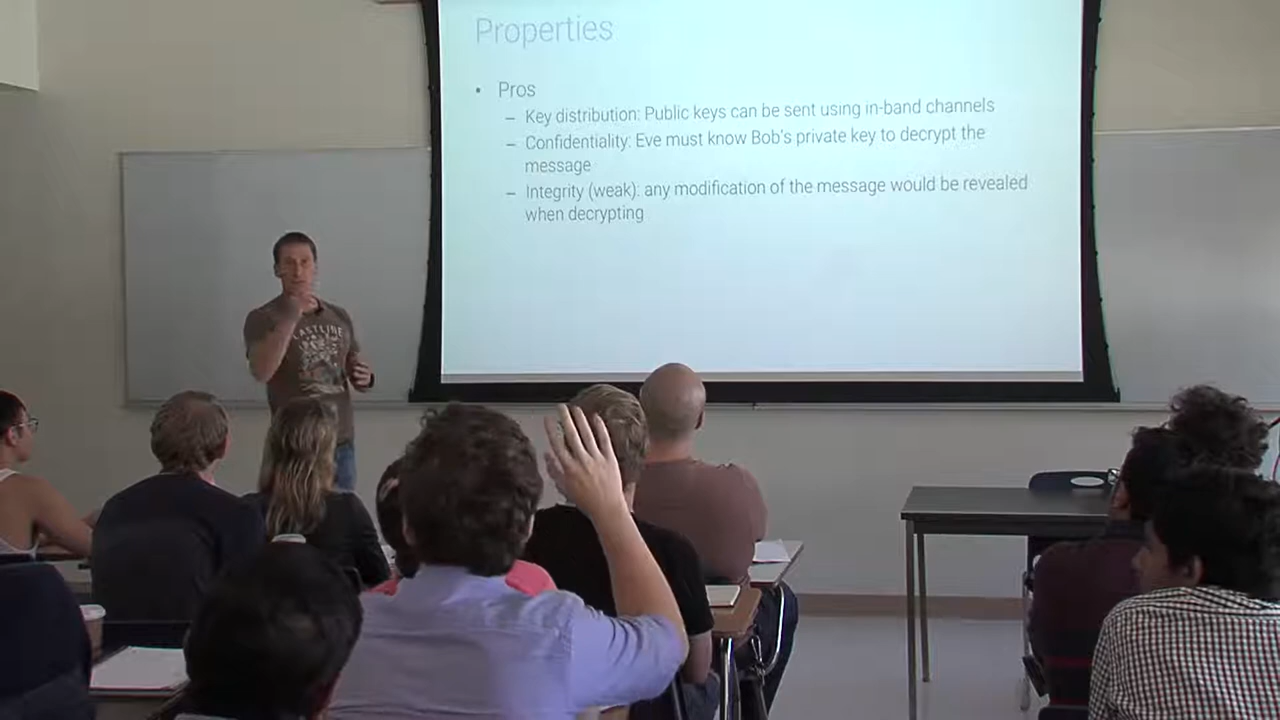 Properties
• Pros
– Key distribution: Public keys can be sent using in-band channels
– Confidentiality: Eve must know Bob's private key to decrypt the
message
– Integrity (weak): any modification of the message would be revealed
when decrypting
LASTLINE